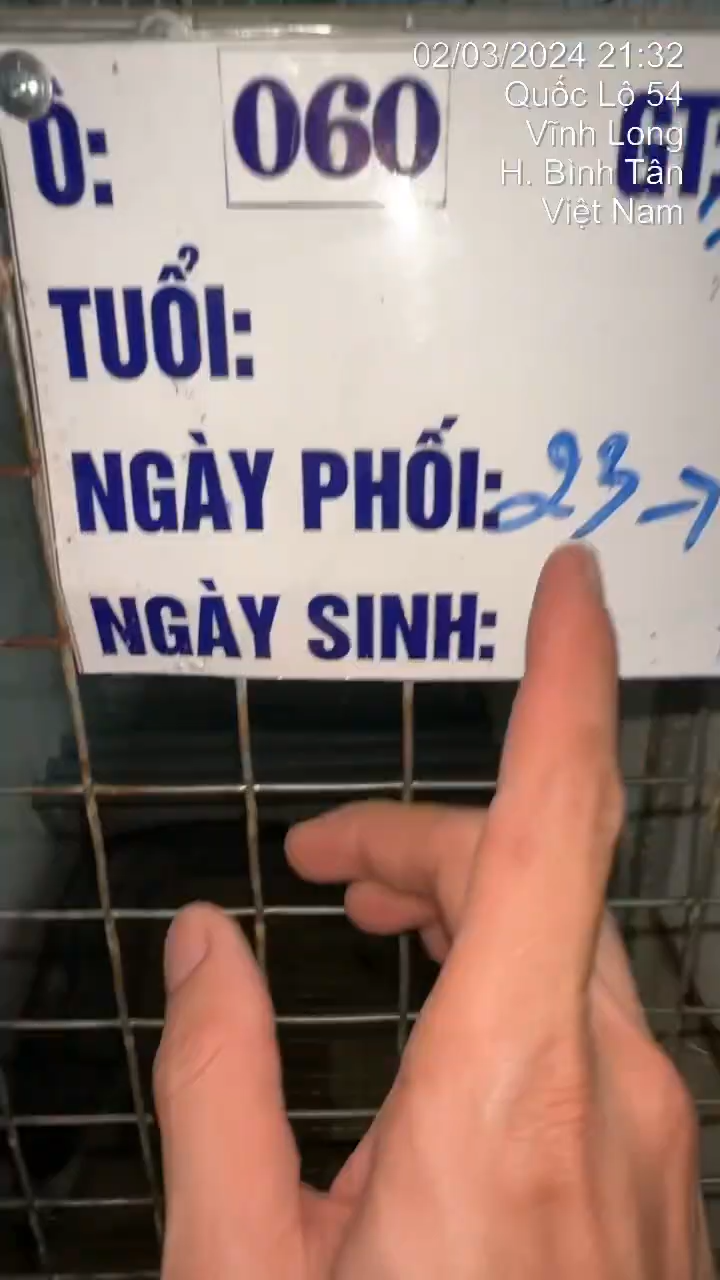 02/03/2024 21:32
Quốc Lộ 54
Vĩnh Long
H. Bình Tân
Việt Nam
Ô: 060 GT:
TUỔI:
NGÀY PHỐI: 23 →
NGÀY SINH: